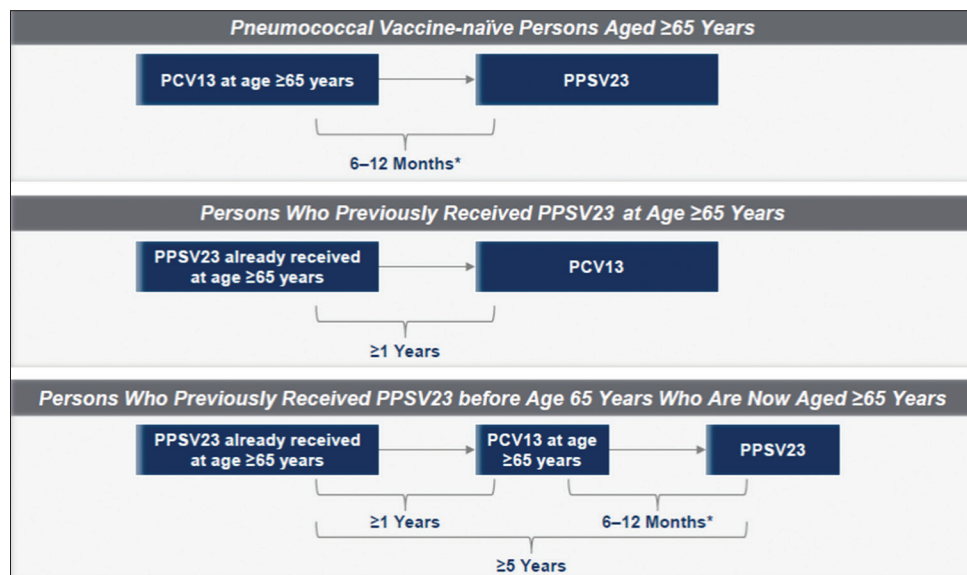 Pneumococcal Vaccine-naïve Persons Aged ≥65 Years
PCV13 at age ≥65 years
PPSV23
6–12 Months*
Persons Who Previously Received PPSV23 at Age ≥65 Years
PPSV23 already received
at age ≥65 years
PCV13
≥1 Years
Persons Who Previously Received PPSV23 before Age 65 Years Who Are Now Aged ≥65 Years
PPSV23 already received
at age ≥65 years
PCV13 at age
≥65 years
PPSV23
≥1 Years
6–12 Months*
≥5 Years